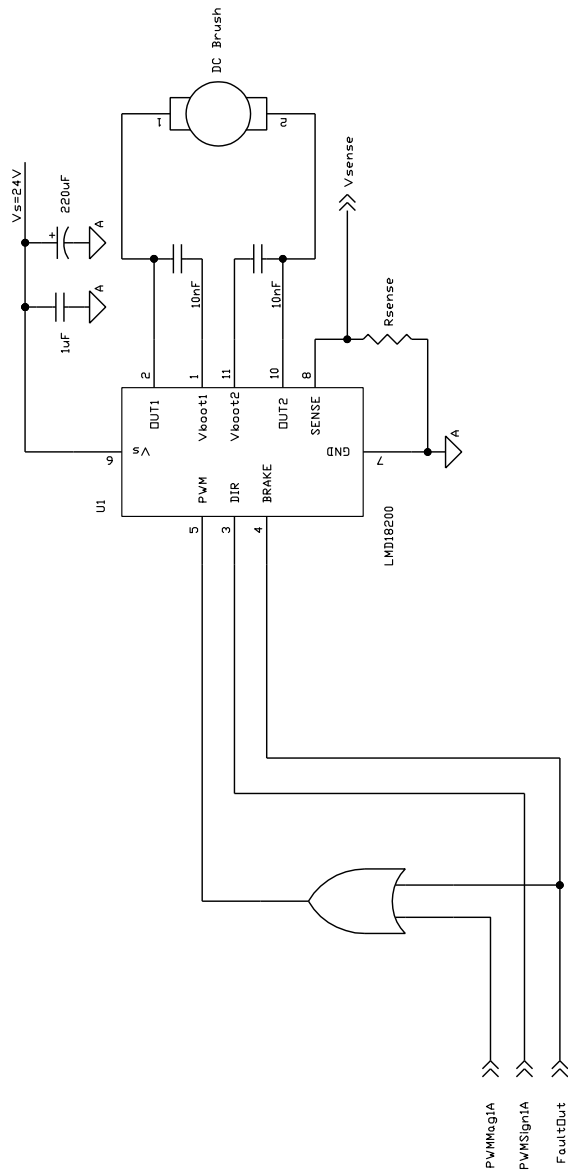 DC Brush
1
2
Vs=24V
+
220uF
A
1uF
A
10nF
10nF
Vsense
Rsense
2
1
11
10
8
OUT1
Vboot1
Vboot2
OUT2
SENSE
6
Vs
GND
7
A
U1
PWM
DIR
BRAKE
5
3
4
LMD18200
PWMMag1A
PWMSign1A
FaultOut